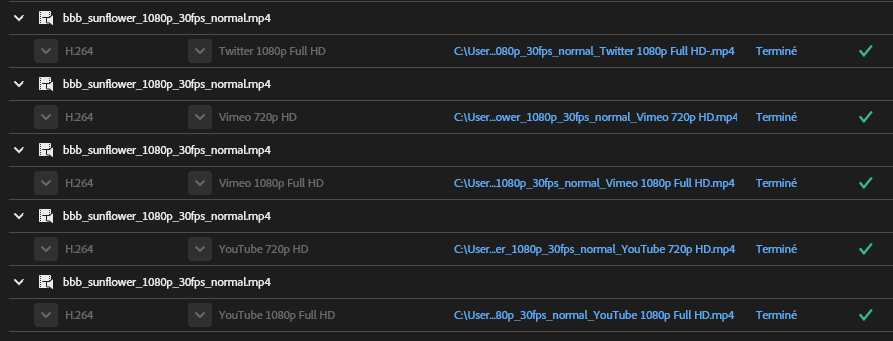 bbb_sunflower_1080p_30fps_normal.mp4
H.264 Twitter 1080p Full HD C:\User...080p_30fps_normal_Twitter 1080p Full HD-.mp4 Terminé
bbb_sunflower_1080p_30fps_normal.mp4
H.264 Vimeo 720p HD C:\User...ower_1080p_30fps_normal_Vimeo 720p HD.mp4 Terminé
bbb_sunflower_1080p_30fps_normal.mp4
H.264 Vimeo 1080p Full HD C:\User...1080p_30fps_normal_Vimeo 1080p Full HD.mp4 Terminé
bbb_sunflower_1080p_30fps_normal.mp4
H.264 YouTube 720p HD C:\User...er_1080p_30fps_normal_YouTube 720p HD.mp4 Terminé
bbb_sunflower_1080p_30fps_normal.mp4
H.264 YouTube 1080p Full HD C:\User...80p_30fps_normal_YouTube 1080p Full HD.mp4 Terminé